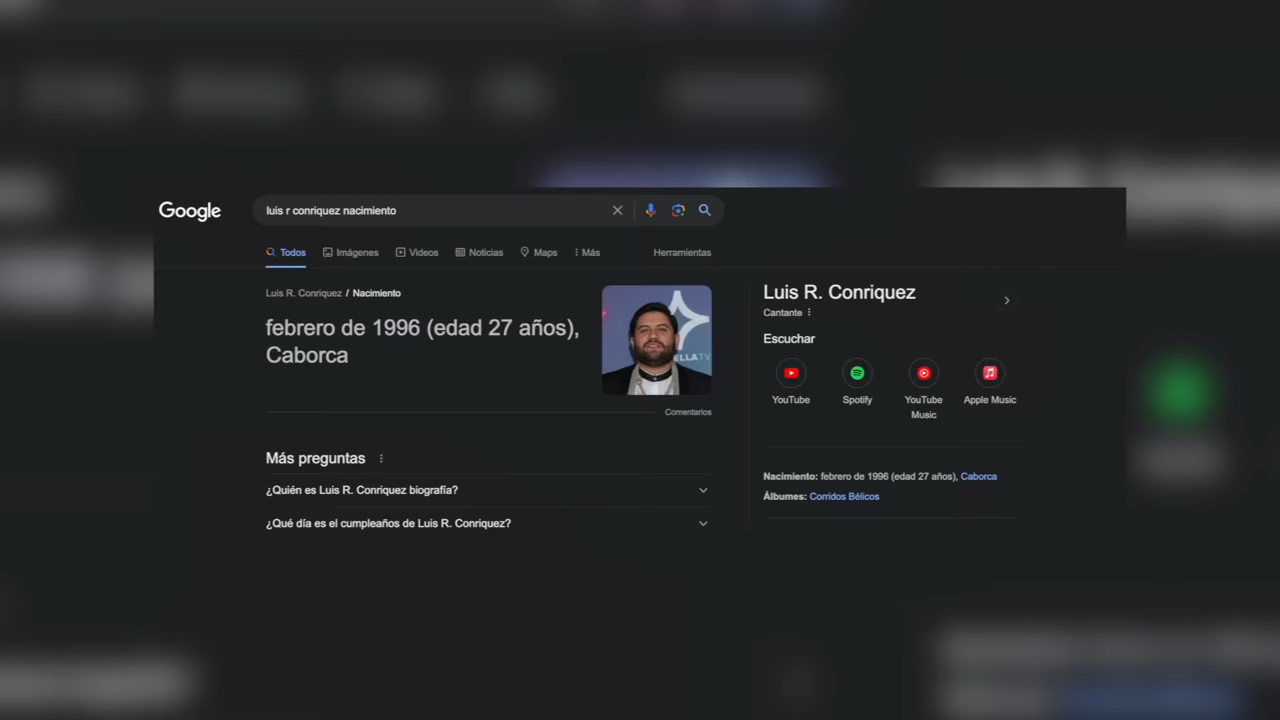 Google
luis r conriquez nacimiento
Todos Imágenes Videos Noticias Maps Más Herramientas
Luis R. Conriquez / Nacimiento
febrero de 1996 (edad 27 años),
Caborca
ELLATV
Comentarios
Más preguntas
¿Quién es Luis R. Conriquez biografía?
¿Qué día es el cumpleaños de Luis R. Conriquez?
Luis R. Conriquez
Cantante
Escuchar
YouTube Spotify YouTube Music Apple Music
Nacimiento: febrero de 1996 (edad 27 años), Caborca
Álbumes: Corridos Bélicos